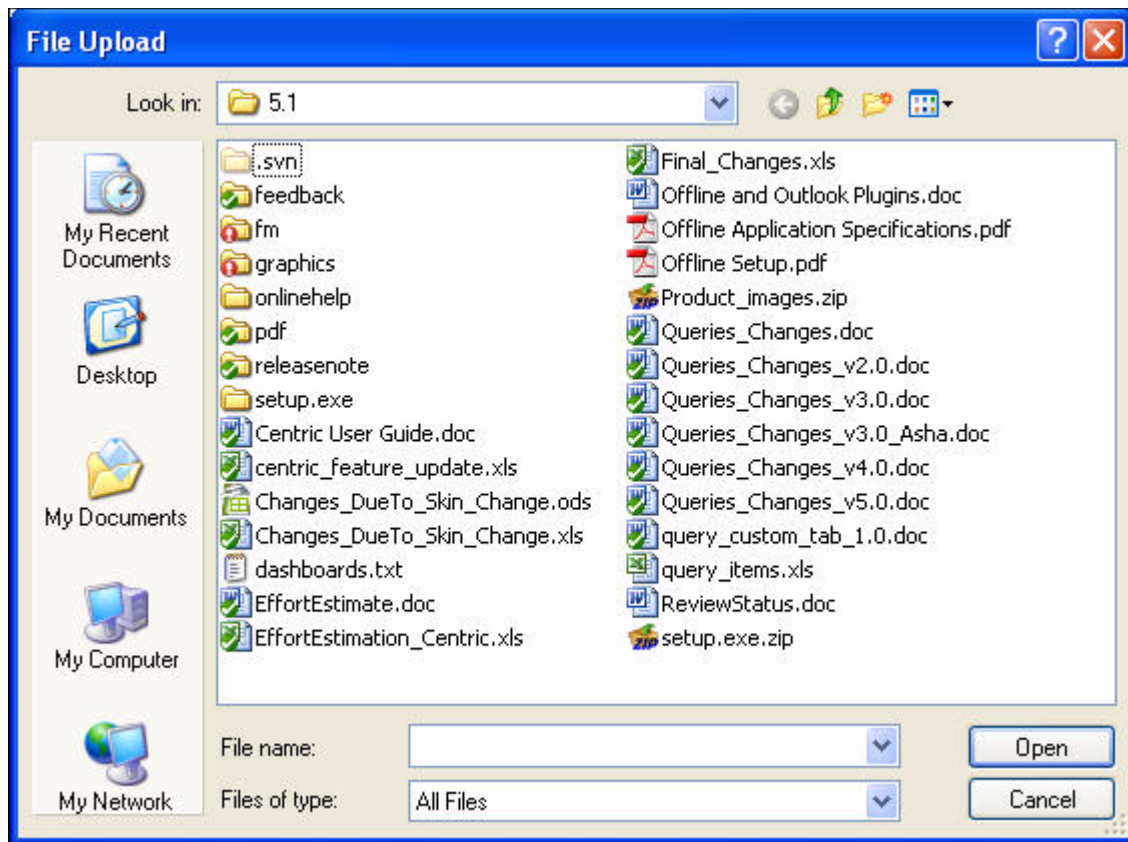 File Upload
Look in: 5.1
My Recent
Documents
Desktop
My Documents
My Computer
My Network
.svn
feedback
fm
graphics
onlinehelp
pdf
releasenote
setup.exe
Centric User Guide.doc
centric_feature_update.xls
Changes_DueTo_Skin_Change.ods
Changes_DueTo_Skin_Change.xls
dashboards.txt
EffortEstimate.doc
EffortEstimation_Centric.xls
Final_Changes.xls
Offline and Outlook Plugins.doc
Offline Application Specifications.pdf
Offline Setup.pdf
Product_images.zip
Queries_Changes.doc
Queries_Changes_v2.0.doc
Queries_Changes_v3.0.doc
Queries_Changes_v3.0_Asha.doc
Queries_Changes_v4.0.doc
Queries_Changes_v5.0.doc
query_custom_tab_1.0.doc
query_items.xls
ReviewStatus.doc
setup.exe.zip
File name:
Open
Files of type: All Files
Cancel